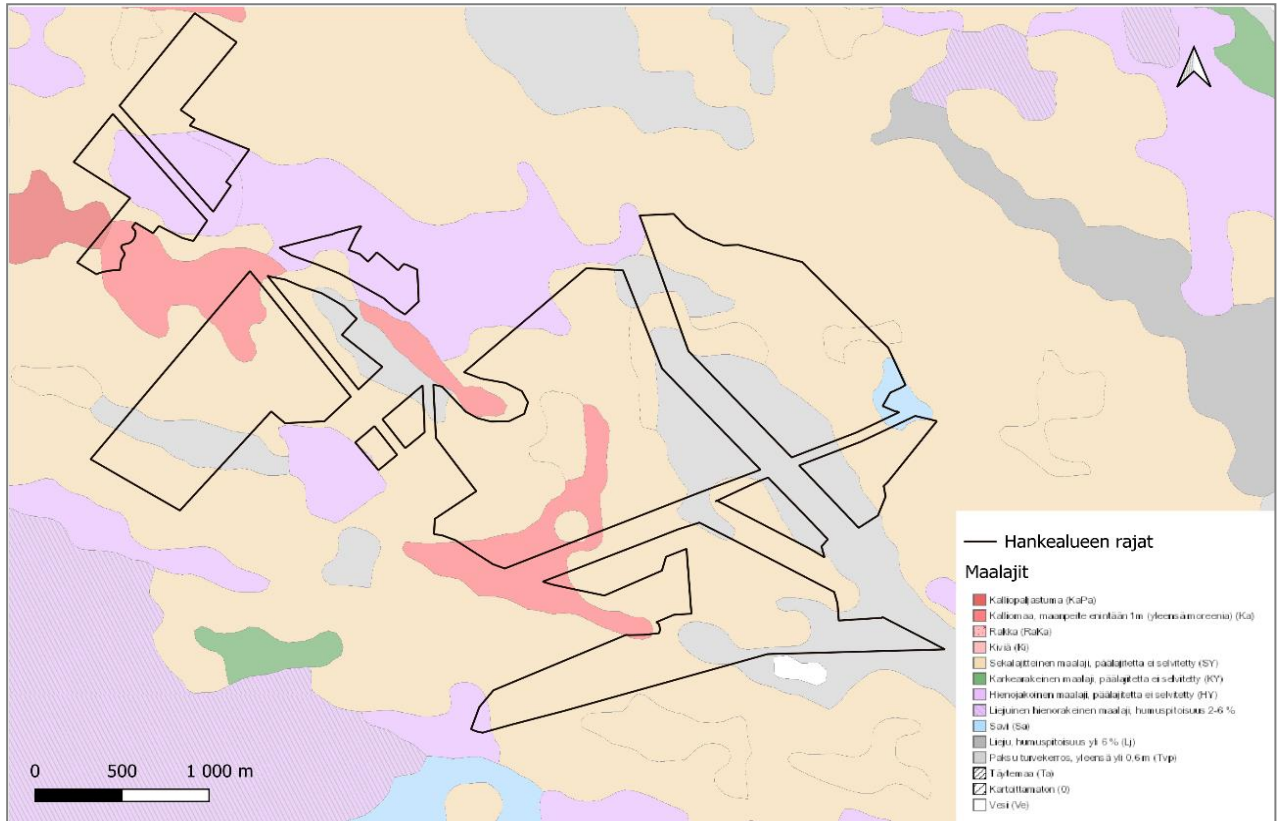 Hankealueen rajat
Maalajit
Kalliopaljastuma (KaPa)
Kalliomaa, maanpeite enintään 1m (yleensä moreenia) (Ka)
Rakka (RaKa)
Kiviä (Ki)
Sekalajitteinen maalaji, päälajitetta ei selvitetty (SY)
Karkearakeinen maalaji, päälajitetta ei selvitetty (KY)
Hienojakoinen maalaji, päälajitetta ei selvitetty (HY)
Liejuinen hienorakeinen maalaji, humuspitoisuus 2-6 %
Savi (Sa)
Lieju, humuspitoisuus yli 6 % (Lj)
Paksu turvekerros, yleensä yli 0,6 m (Tvp)
Täytemaa (Ta)
Kartoittamaton (0)
Vesi (Ve)
0 500 1 000 m